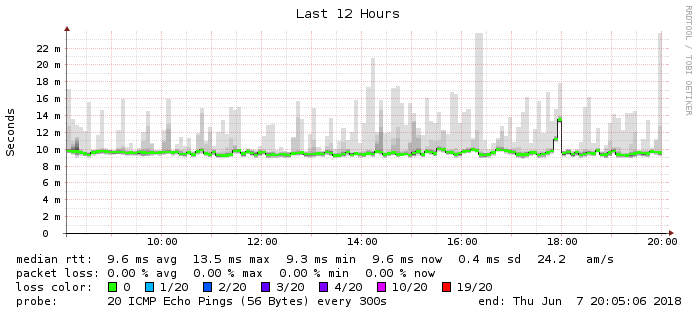 Last 12 Hours
RRDTOOL / TOBI OETIKER
Seconds
22 m
20 m
18 m
16 m
14 m
12 m
10 m
8 m
6 m
4 m
2 m
0
10:00 12:00 14:00 16:00 18:00 20:00
median rtt: 9.6 ms avg 13.5 ms max 9.3 ms min 9.6 ms now 0.4 ms sd 24.2 am/s
packet loss: 0.00 % avg 0.00 % max 0.00 % min 0.00 % now
loss color: 0 1/20 2/20 3/20 4/20 10/20 19/20
probe: 20 ICMP Echo Pings (56 Bytes) every 300s end: Thu Jun 7 20:05:06 2018